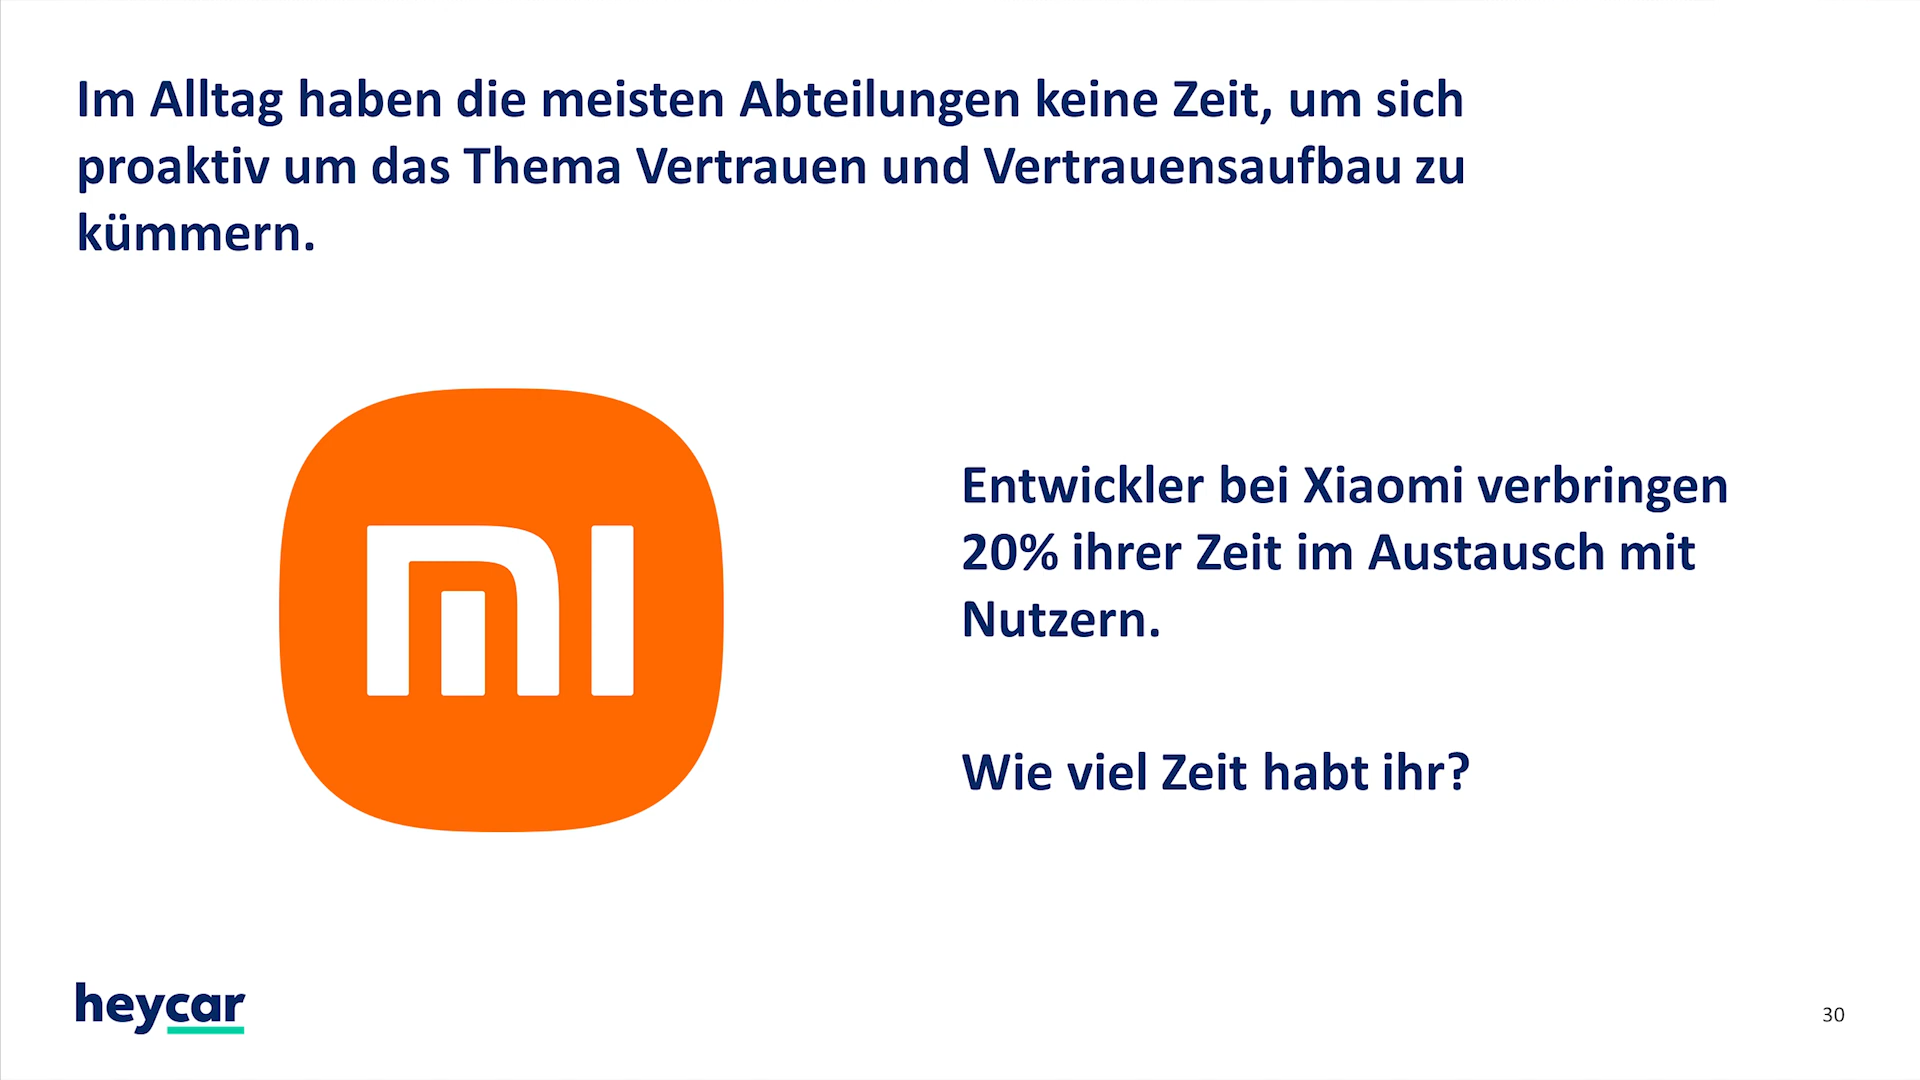 Im Alltag haben die meisten Abteilungen keine Zeit, um sich
proaktiv um das Thema Vertrauen und Vertrauensaufbau zu
kümmern.
mi
Entwickler bei Xiaomi verbringen
20% ihrer Zeit im Austausch mit
Nutzern.
Wie viel Zeit habt ihr?
heycar
30